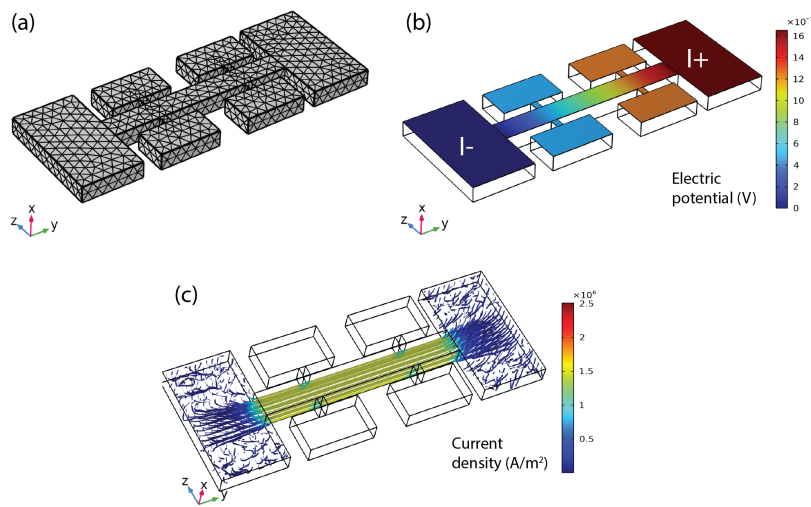 (a)
x
z
y
(b)
I+
I-
×10⁻
16
14
12
10
8
6
4
2
0
Electric
potential (V)
x
z
y
(c)
×10⁶
2.5
2
1.5
1
0.5
Current
density (A/m²)
z
x
y